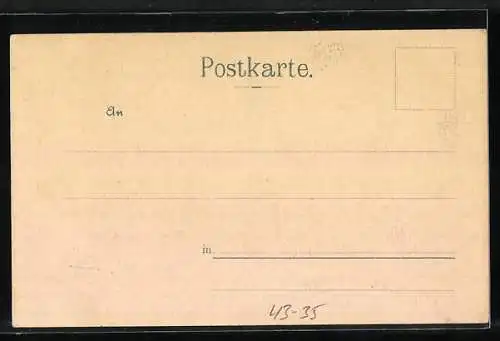 Postkarte.
An
in
43-35